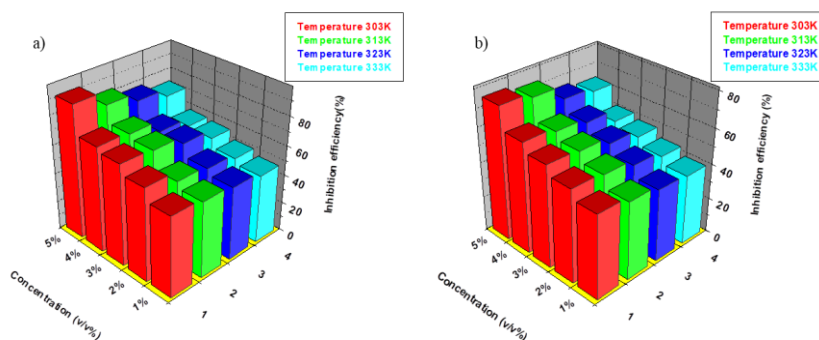 a)
Temperature 303K
Temperature 313K
Temperature 323K
Temperature 333K
80
60
40
20
0
Inhibition efficiency(%)
5%
4%
3%
2%
1%
Concentration (v/v%)
1
2
3
4
b)
Temperature 303K
Temperature 313K
Temperature 323K
Temperature 333K
80
60
40
20
0
Inhibition efficiency (%)
5%
4%
3%
2%
1%
Concentration (v/v%)
1
2
3
4